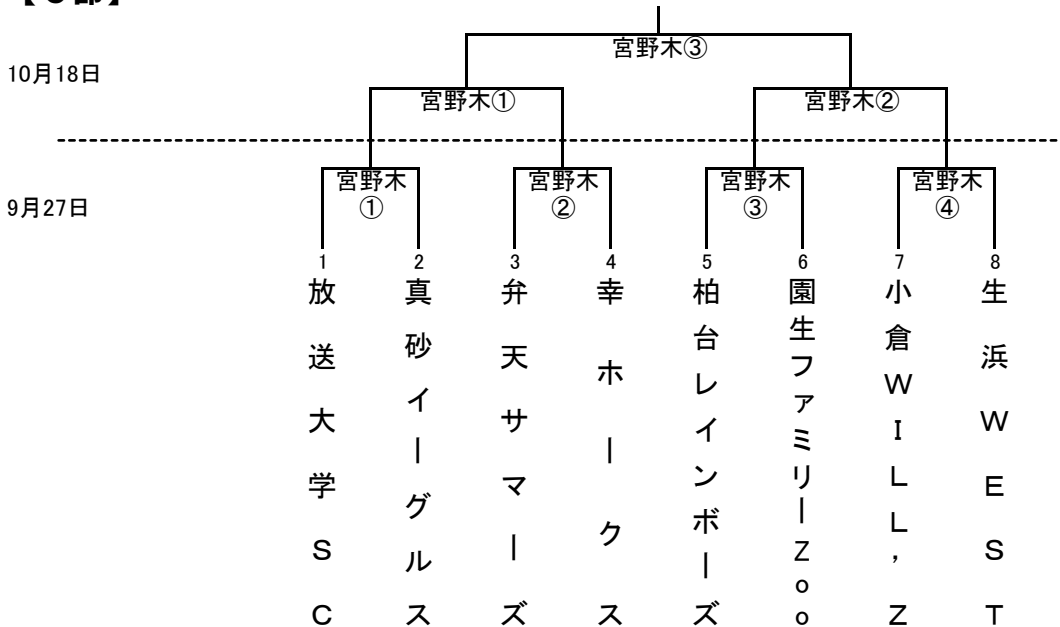 宮野木③
10月18日
宮野木①
宮野木②
宮野木
①
宮野木
②
宮野木
③
宮野木
④
9月27日
1
2
3
4
5
6
7
8
放送大学ＳＣ
真砂イーグルス
弁天サマーズ
幸ホークス
柏台レインボーズ
園生ファミリーＺｏｏ
小倉ＷＩＬＬ’Ｚ
生浜ＷＥＳＴ